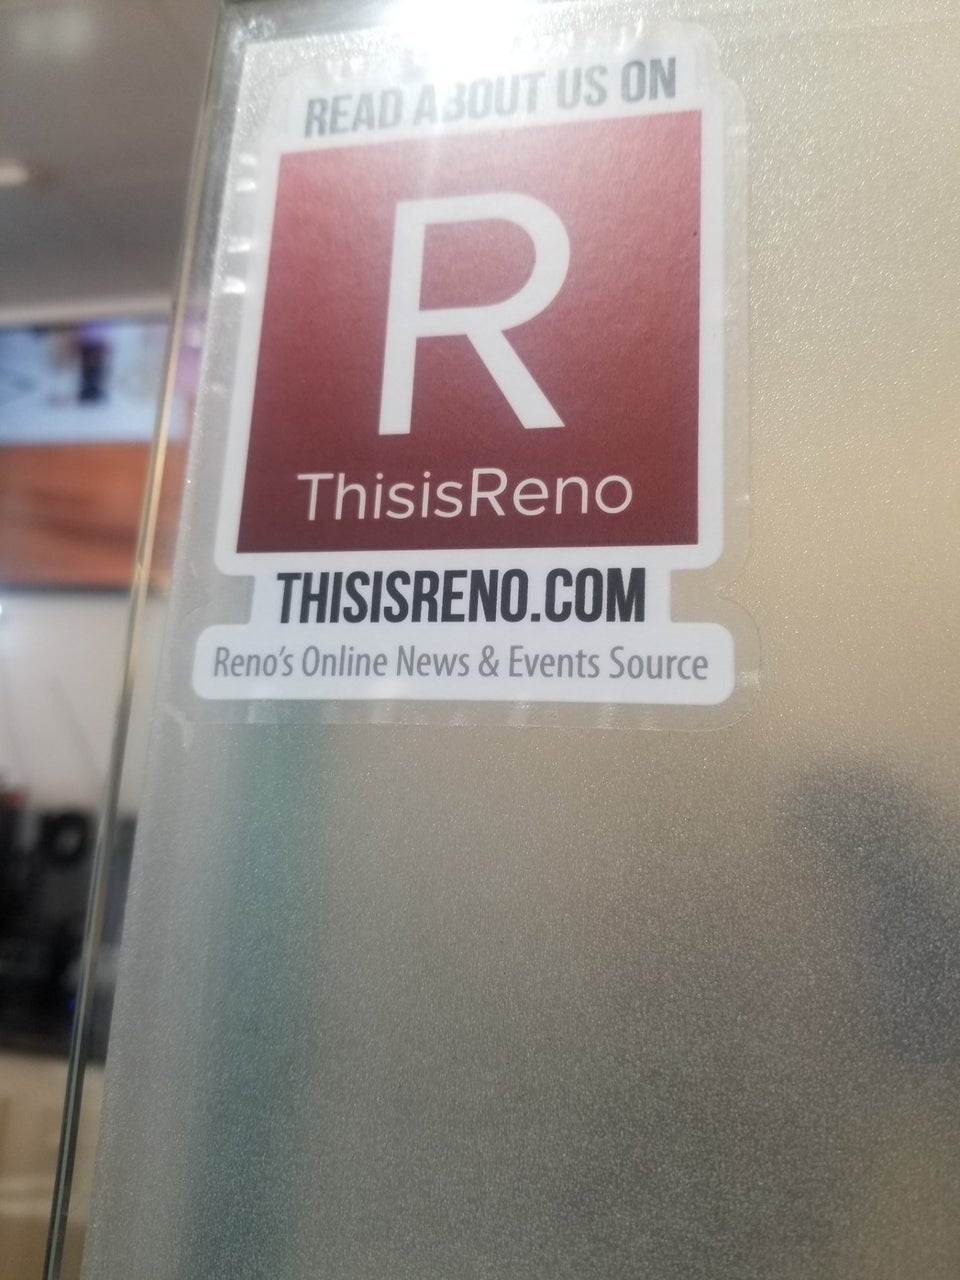 READ ABOUT US ON
R
ThisisReno
THISISRENO.COM
Reno's Online News & Events Source